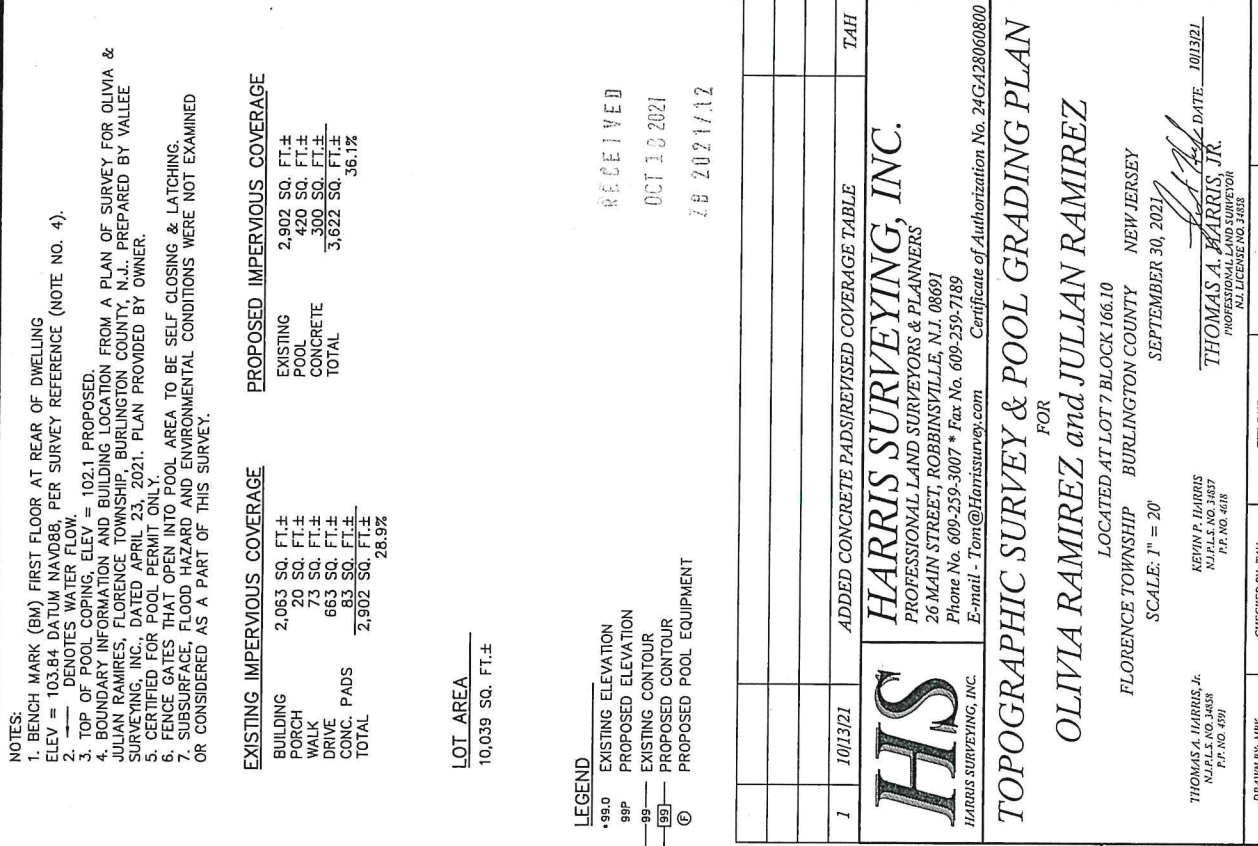 NOTES:
1. BENCH MARK (BM) FIRST FLOOR AT REAR OF DWELLING
ELEV = 103.84 DATUM NAVD88, PER SURVEY REFERENCE (NOTE NO. 4).
2. ← DENOTES WATER FLOW.
3. TOP OF POOL COPING, ELEV = 102.1 PROPOSED.
4. BOUNDARY INFORMATION AND BUILDING LOCATION FROM A PLAN OF SURVEY FOR OLIVIA &
JULIAN RAMIRES, FLORENCE TOWNSHIP, BURLINGTON COUNTY, N.J.. PREPARED BY VALLEE
SURVEYING, INC., DATED APRIL 23, 2021. PLAN PROVIDED BY OWNER.
5. CERTIFIED FOR POOL PERMIT ONLY.
6. FENCE GATES THAT OPEN INTO POOL AREA TO BE SELF CLOSING & LATCHING.
7. SUBSURFACE, FLOOD HAZARD AND ENVIRONMENTAL CONDITIONS WERE NOT EXAMINED
OR CONSIDERED AS A PART OF THIS SURVEY.
EXISTING IMPERVIOUS COVERAGE
BUILDING 2,063 SQ. FT.±
PORCH 20 SQ. FT.±
WALK 73 SQ. FT.±
DRIVE 663 SQ. FT.±
CONC. PADS 83 SQ. FT.±
TOTAL 2,902 SQ. FT.±
28.9%
PROPOSED IMPERVIOUS COVERAGE
EXISTING 2,902 SQ. FT.±
POOL 420 SQ. FT.±
CONCRETE 300 SQ. FT.±
TOTAL 3,622 SQ. FT.±
36.1%
LOT AREA
10,039 SQ. FT.±
LEGEND
•99.0 EXISTING ELEVATION
99P PROPOSED ELEVATION
99 EXISTING CONTOUR
99 PROPOSED CONTOUR
F PROPOSED POOL EQUIPMENT
RECEIVED
OCT 18 2021
ZB 2021/12
1 10/13/21 ADDED CONCRETE PADS/REVISED COVERAGE TABLE TAH
HS
HARRIS SURVEYING, INC.
HARRIS SURVEYING, INC.
PROFESSIONAL LAND SURVEYORS & PLANNERS
26 MAIN STREET, ROBBINSVILLE, N.J. 08691
Phone No. 609-259-3007 * Fax No. 609-259-7189
E-mail - Tom@Harrissurvey.com Certificate of Authorization No. 24GA28060800
TOPOGRAPHIC SURVEY & POOL GRADING PLAN
FOR
OLIVIA RAMIREZ and JULIAN RAMIREZ
LOCATED AT LOT 7 BLOCK 166.10
FLORENCE TOWNSHIP BURLINGTON COUNTY NEW JERSEY
SCALE: 1" = 20' SEPTEMBER 30, 2021
THOMAS A. HARRIS, Jr.
N.J.P.L.S. NO. 34858
P.P. NO. 4591
KEVIN P. HARRIS
N.J.P.L.S. NO. 34857
P.P. NO. 4618
DATE 10/13/21
THOMAS A. HARRIS, JR.
PROFESSIONAL LAND SURVEYOR
N.J. LICENSE NO. 34858